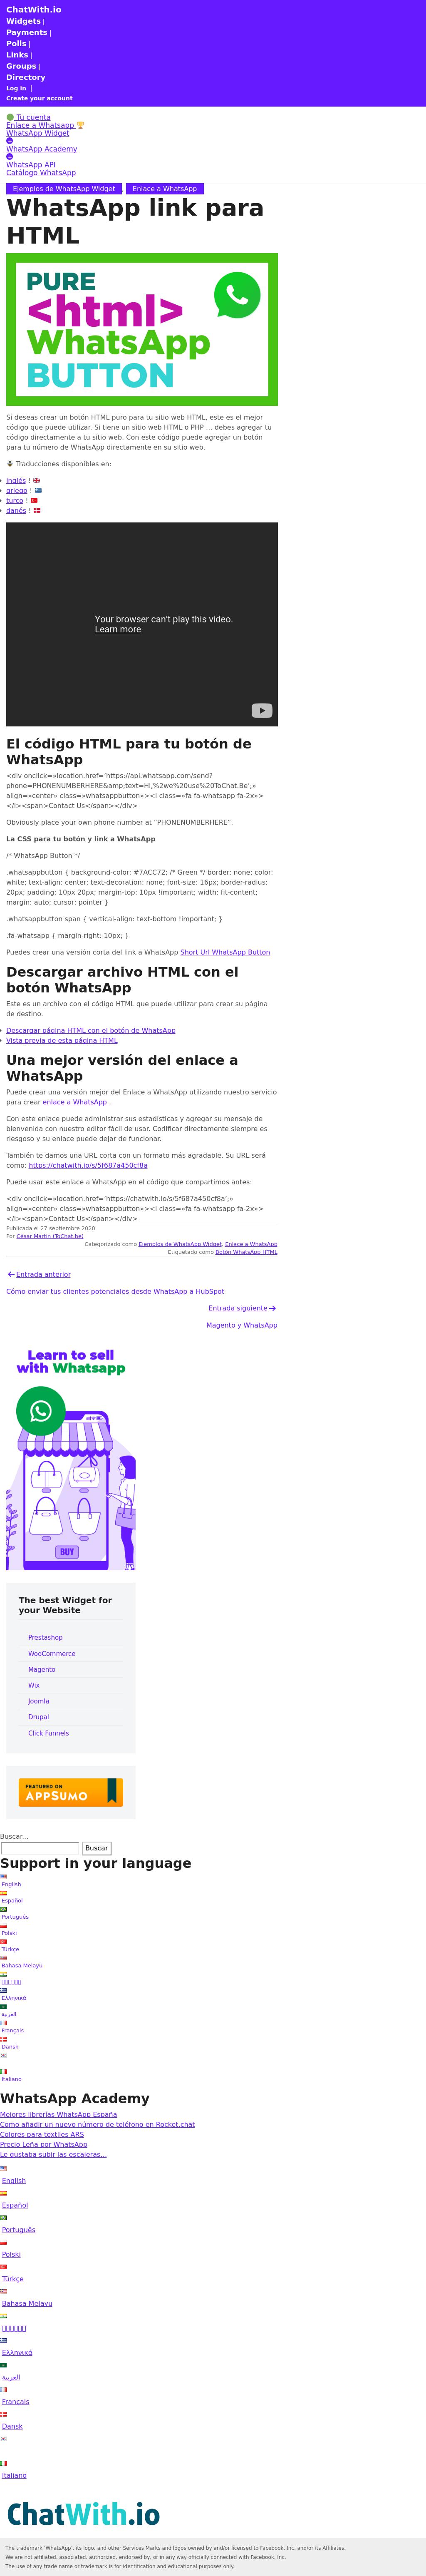 ChatWith.io
Widgets |
Payments |
Polls |
Links |
Groups |
Directory
Log in |
Create your account
Tu cuenta
Enlace a Whatsapp
WhatsApp Widget
WhatsApp Academy
WhatsApp API
Catálogo WhatsApp
Ejemplos de WhatsApp Widget , Enlace a WhatsApp
WhatsApp link para
HTML
PURE
<html>
WhatsApp
BUTTON
Si deseas crear un botón HTML puro para tu sitio web HTML, este es el mejor
código que puede utilizar. Si tiene un sitio web HTML o PHP ... debes agregar tu
código directamente a tu sitio web. Con este código puede agregar un botón
para tu número de WhatsApp directamente en su sitio web.
Traducciones disponibles en:
inglés !
griego !
turco !
danés !
Your browser can't play this video.
Learn more
El código HTML para tu botón de
WhatsApp
<div onclick=»location.href='https://api.whatsapp.com/send?
phone=PHONENUMBERHERE&amp;text=Hi,%2we%20use%20ToChat.Be';»
align=»center» class=»whatsappbutton»><i class=»fa fa-whatsapp fa-2x»>
</i><span>Contact Us</span></div>
Obviously place your own phone number at “PHONENUMBERHERE”.
La CSS para tu botón y link a WhatsApp
/* WhatsApp Button */
.whatsappbutton { background-color: #7ACC72; /* Green */ border: none; color:
white; text-align: center; text-decoration: none; font-size: 16px; border-radius:
20px; padding: 10px 20px; margin-top: 10px !important; width: fit-content;
margin: auto; cursor: pointer }
.whatsappbutton span { vertical-align: text-bottom !important; }
.fa-whatsapp { margin-right: 10px; }
Puedes crear una versión corta del link a WhatsApp Short Url WhatsApp Button
Descargar archivo HTML con el
botón WhatsApp
Este es un archivo con el código HTML que puede utilizar para crear su página
de destino.
Descargar página HTML con el botón de WhatsApp
Vista previa de esta página HTML
Una mejor versión del enlace a
WhatsApp
Puede crear una versión mejor del Enlace a WhatsApp utilizando nuestro servicio
para crear enlace a WhatsApp .
Con este enlace puede administrar sus estadísticas y agregar su mensaje de
bienvenida con nuestro editor fácil de usar. Codificar directamente siempre es
riesgoso y su enlace puede dejar de funcionar.
También te damos una URL corta con un formato más agradable. Su URL será
como: https://chatwith.io/s/5f687a450cf8a
Puede usar este enlace a WhatsApp en el código que compartimos antes:
<div onclick=»location.href='https://chatwith.io/s/5f687a450cf8a';»
align=»center» class=»whatsappbutton»><i class=»fa fa-whatsapp fa-2x»>
</i><span>Contact Us</span></div>
Publicada el 27 septiembre 2020
Por César Martín (ToChat.be)
Categorizado como Ejemplos de WhatsApp Widget, Enlace a WhatsApp
Etiquetado como Botón WhatsApp HTML
Entrada anterior
Cómo enviar tus clientes potenciales desde WhatsApp a HubSpot
Entrada siguiente
Magento y WhatsApp
Learn to sell
with Whatsapp
BUY
The best Widget for
your Website
Prestashop
WooCommerce
Magento
Wix
Joomla
Drupal
Click Funnels
FEATURED ON
APPSUMO
Buscar...
Buscar
Support in your language
English
Español
Português
Polski
Türkçe
Bahasa Melayu
Ελληνικά
العربية
Français
Dansk
Italiano
WhatsApp Academy
Mejores librerías WhatsApp España
Como añadir un nuevo número de teléfono en Rocket.chat
Colores para textiles ARS
Precio Leña por WhatsApp
Le gustaba subir las escaleras...
English
Español
Português
Polski
Türkçe
Bahasa Melayu
Ελληνικά
العربية
Français
Dansk
Italiano
ChatWith.io
The trademark 'WhatsApp', its logo, and other Services Marks and logos owned by and/or licensed to Facebook, Inc. and/or its Affiliates.
We are not affiliated, associated, authorized, endorsed by, or in any way officially connected with Facebook, Inc.
The use of any trade name or trademark is for identification and educational purposes only.